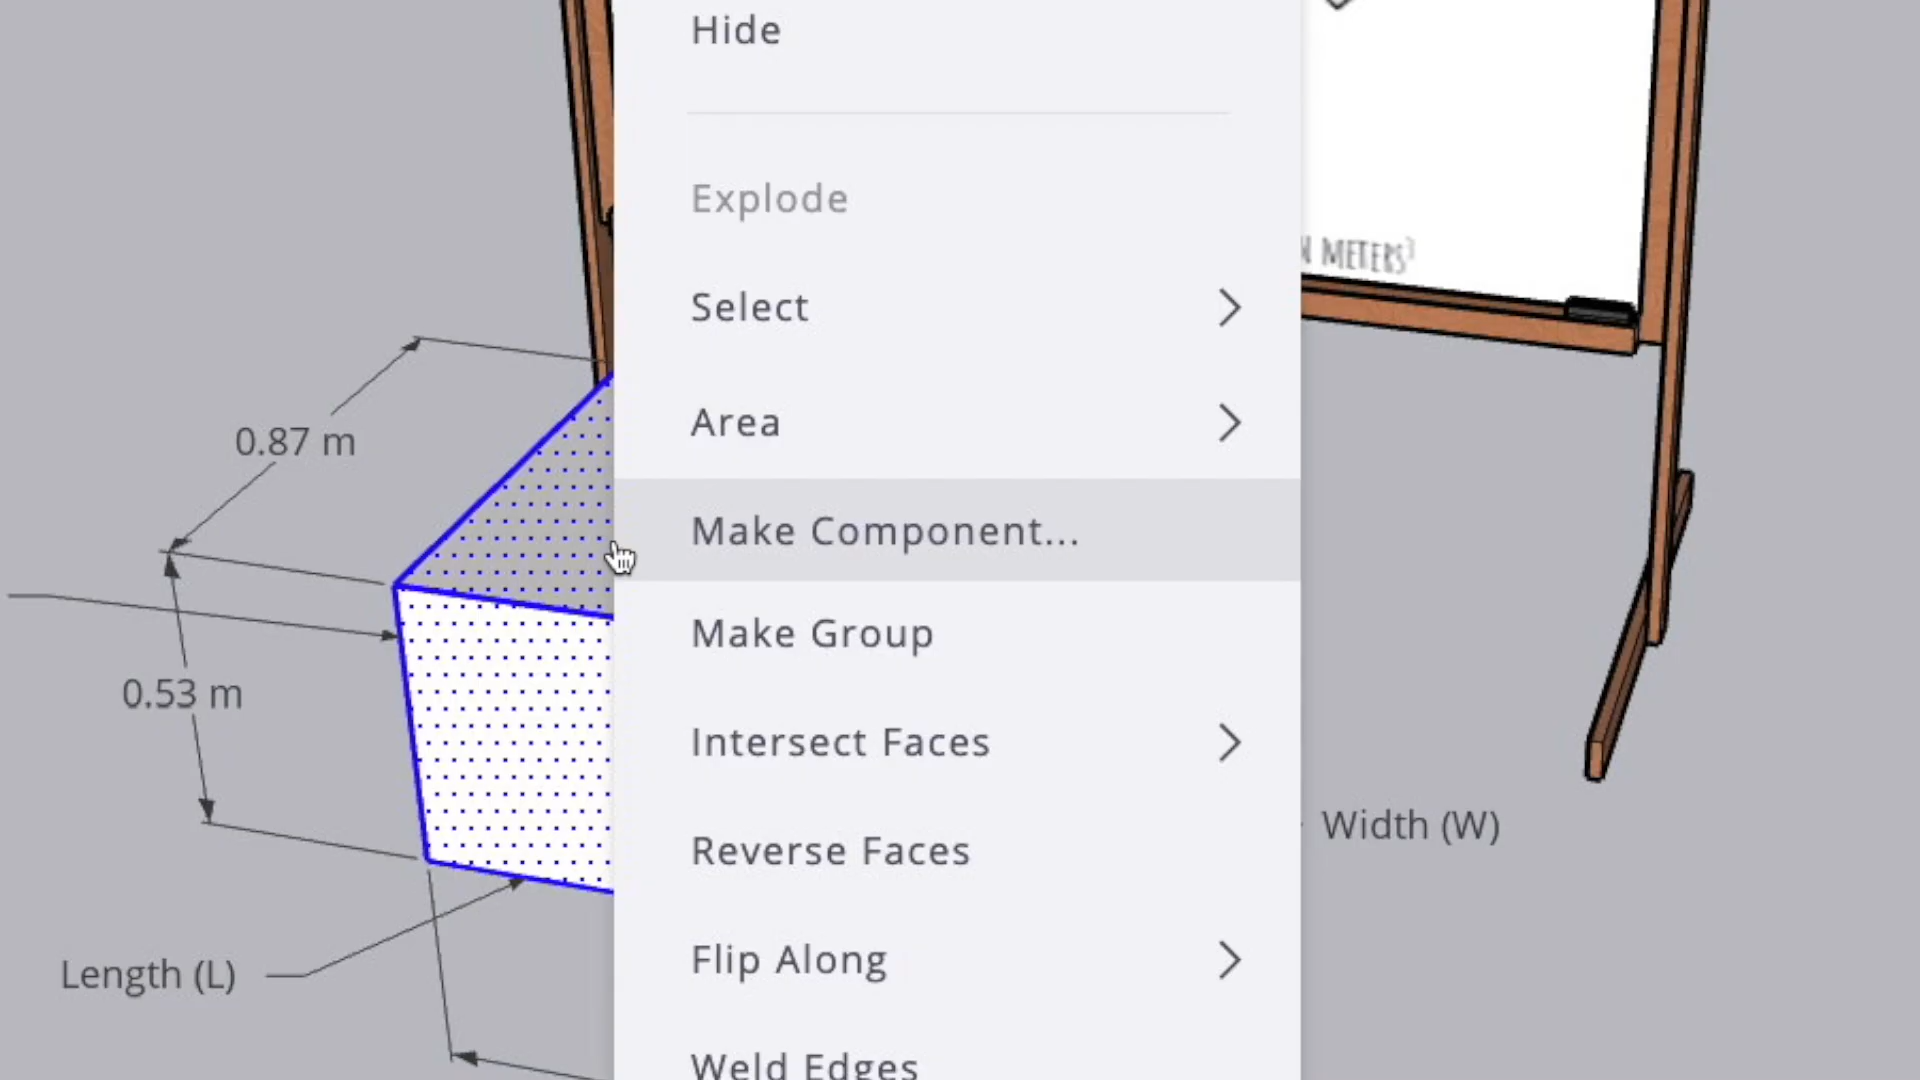 Hide
Explode
Select
Area
Make Component...
Make Group
Intersect Faces
Reverse Faces
Flip Along
Weld Edges
N METERS³
0.87 m
0.53 m
Length (L)
Width (W)